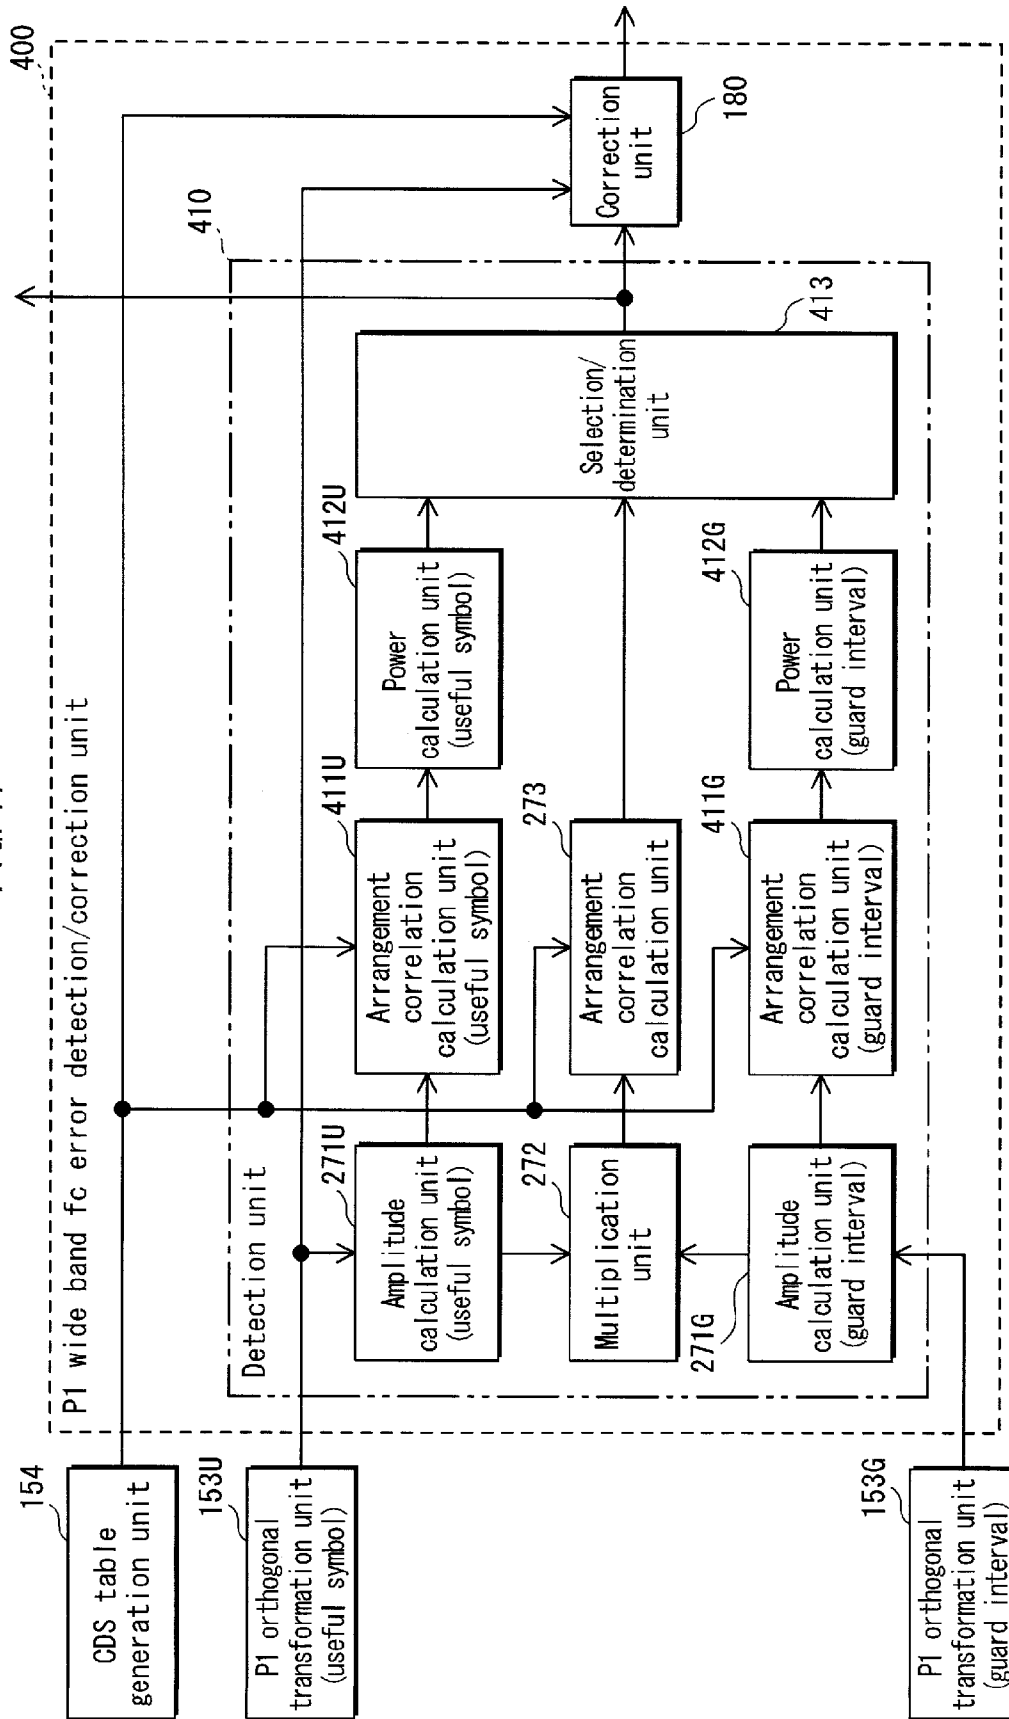 400
P1 wide band fc error detection/correction unit
154
CDS table
generation unit
153U
P1 orthogonal
transformation unit
(useful symbol)
153G
P1 orthogonal
transformation unit
(guard interval)
410
Detection unit
271U
Amplitude
calculation unit
(useful symbol)
272
Multiplication
unit
271G
Amplitude
calculation unit
(guard interval)
411U
Arrangement
correlation
calculation unit
(useful symbol)
273
Arrangement
correlation
calculation unit
411G
Arrangement
correlation
calculation unit
(guard interval)
412U
Power
calculation unit
(useful symbol)
412G
Power
calculation unit
(guard interval)
413
Selection/
determination
unit
180
Correction
unit